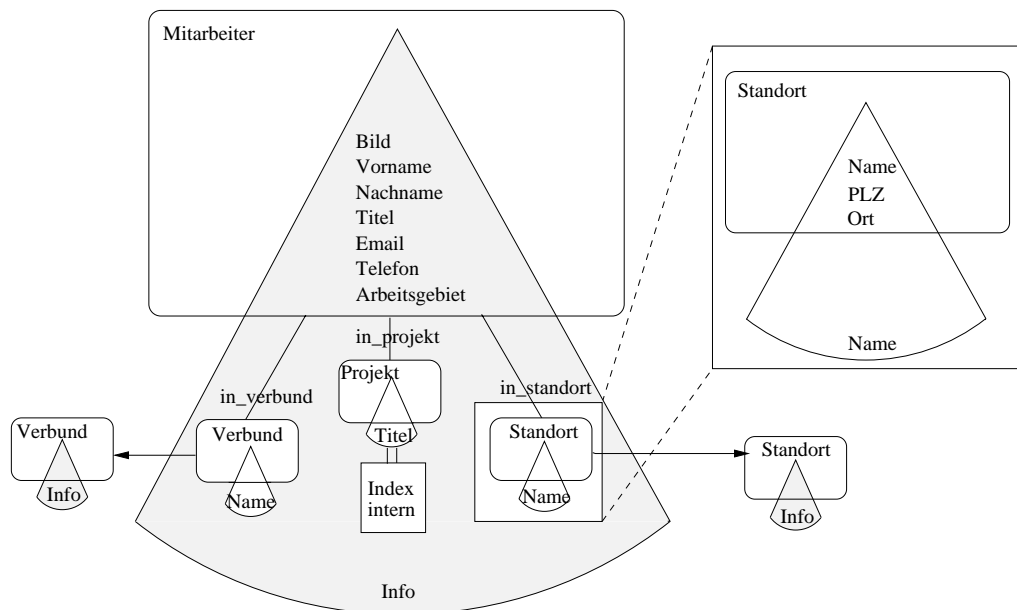 Mitarbeiter
Bild
Vorname
Nachname
Titel
Email
Telefon
Arbeitsgebiet
in_projekt
Projekt
Titel
Index
intern
in_verbund
Verbund
Name
Verbund
Info
in_standort
Standort
Name
Standort
Info
Info
Standort
Name
PLZ
Ort
Name